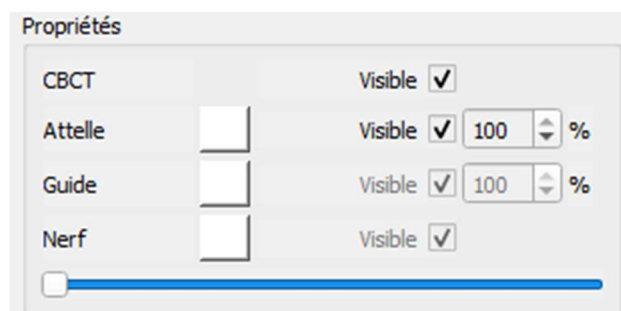 Propriétés
CBCT Visible
Attelle Visible 100 %
Guide Visible 100 %
Nerf Visible